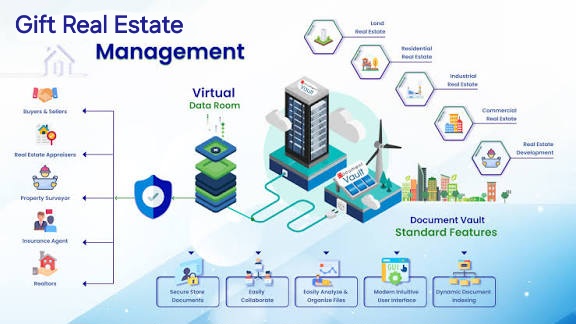 Gift Real Estate
Management
Land
Real Estate
Residential
Real Estate
Industrial
Real Estate
Commercial
Real Estate
Real Estate
Development
Virtual
Data Room
Buyers & Sellers
Real Estate Appraisers
Property Surveyor
Insurance Agent
Realtors
Document
Vault
Document
Vault
Document Vault
Standard Features
Secure Store
Documents
Easily
Collaborate
Easily Analyze &
Organize Files
GUI
Modern Intuitive
User Interface
Dynamic Document
Indexing